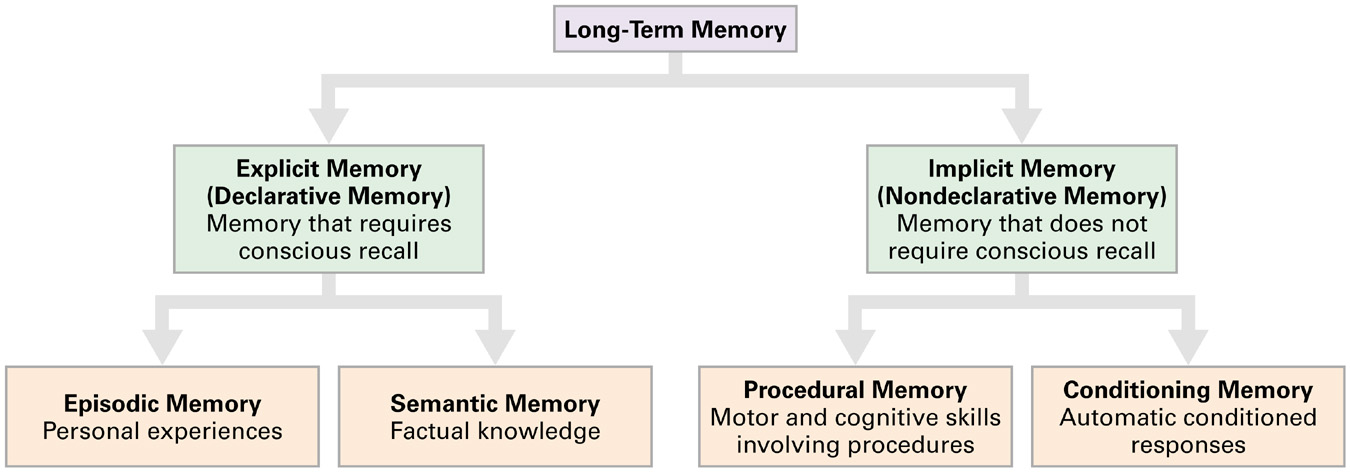 Long-Term Memory
Explicit Memory
(Declarative Memory)
Memory that requires
conscious recall
Implicit Memory
(Nondeclarative Memory)
Memory that does not
require conscious recall
Episodic Memory
Personal experiences
Semantic Memory
Factual knowledge
Procedural Memory
Motor and cognitive skills
involving procedures
Conditioning Memory
Automatic conditioned
responses